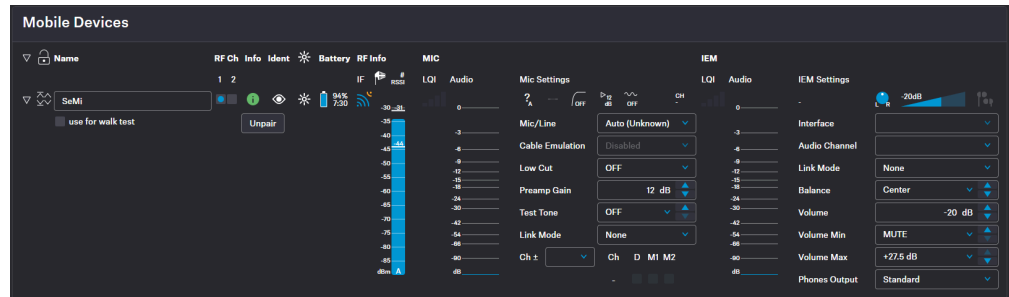 Mobile Devices
Name RF Ch Info Ident Battery RF Info MIC IEM
1 2 IF # RSSI LQI Audio Mic Settings LQI Audio IEM Settings
SeMi 94% 7:30 ? A -- OFF 12 dB OFF CH - - L R -20dB
use for walk test Unpair
Mic/Line Auto (Unknown) Interface
Cable Emulation Disabled Audio Channel
Low Cut OFF Link Mode None
Preamp Gain 12 dB Balance Center
Test Tone OFF Volume -20 dB
Link Mode None Volume Min MUTE
Ch ± Ch D M1 M2 Volume Max +27.5 dB
- Phones Output Standard
-30 -31-
-35
-40
-45 -44
-50
-55
-60
-65
-70
-75
-80
-85
dBm A
0
-3
-6
-9
-12
-15
-18
-24
-30
-42
-54
-66
-90
dB
0
-3
-6
-9
-12
-15
-18
-24
-30
-42
-54
-66
-90
dB